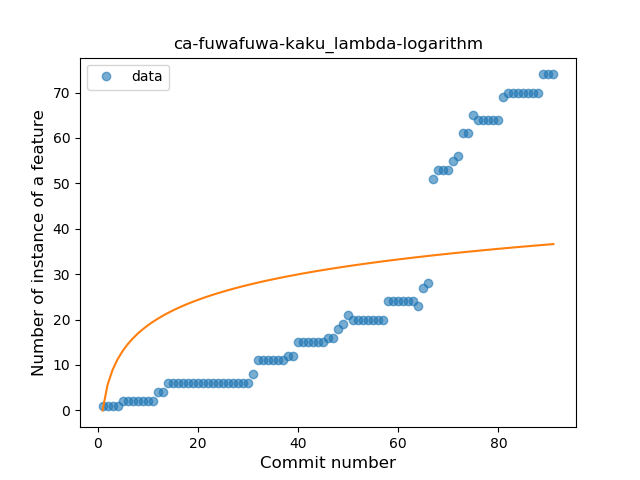 ca-fuwafuwa-kaku_lambda-logarithm
data
Number of instance of a feature
70
60
50
40
30
20
10
0
0 20 40 60 80
Commit number